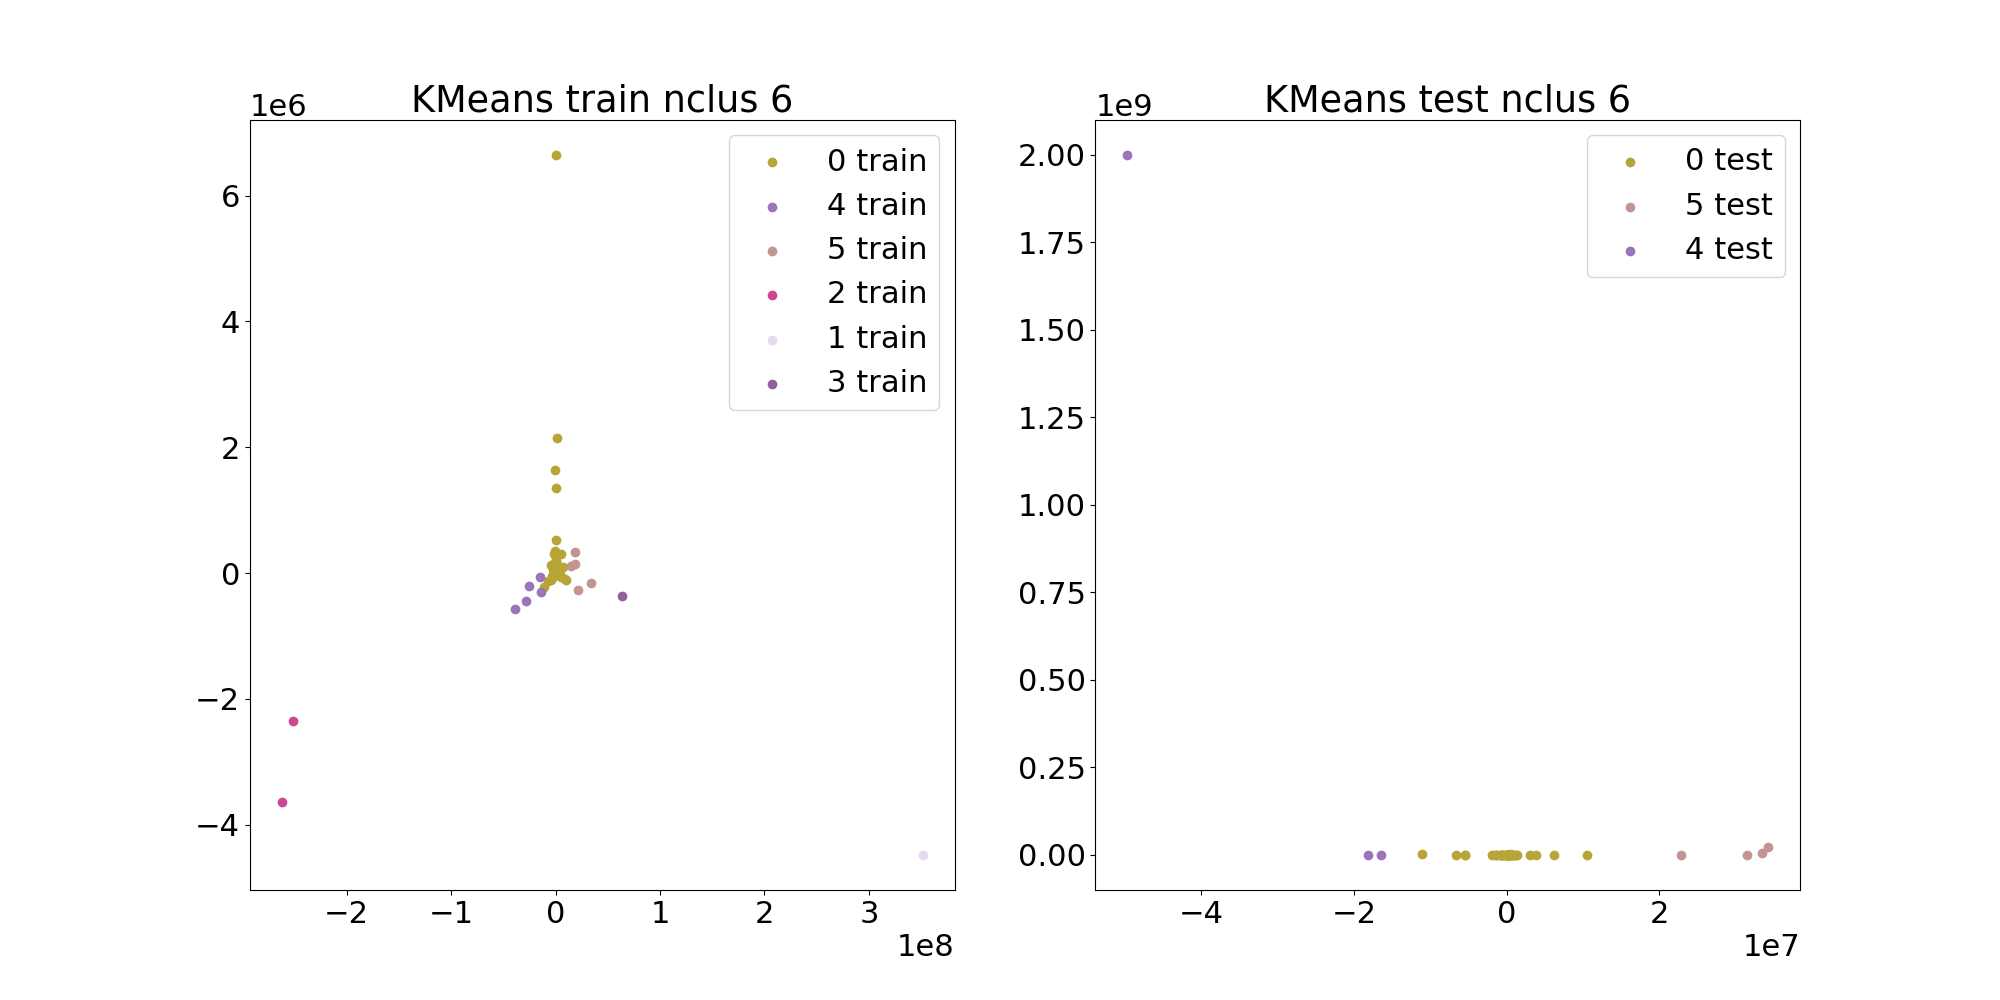 KMeans train nclus 6
1e6
0 train
4 train
5 train
2 train
1 train
3 train
6
4
2
0
−2
−4
−2
−1
0
1
2
3
1e8
KMeans test nclus 6
1e9
0 test
5 test
4 test
2.00
1.75
1.50
1.25
1.00
0.75
0.50
0.25
0.00
−4
−2
0
2
1e7